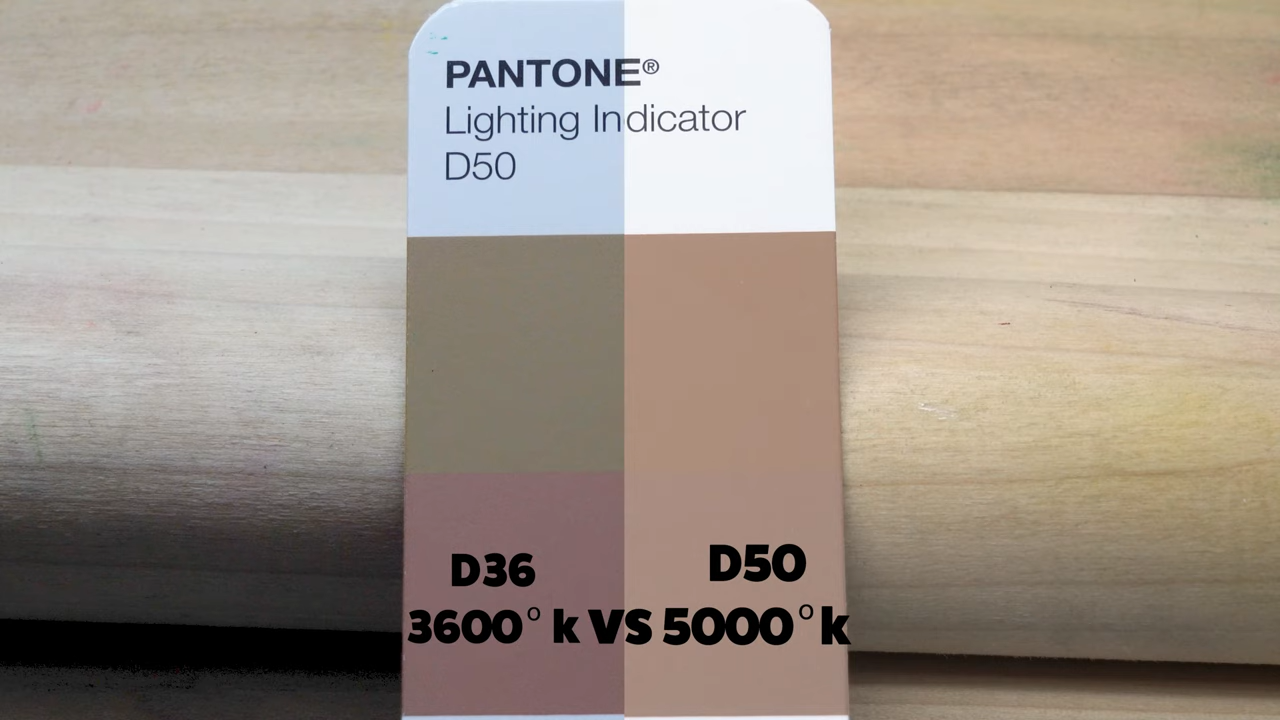 PANTONE®
Lighting Indicator
D50
D36 D50
3600° k VS 5000° k